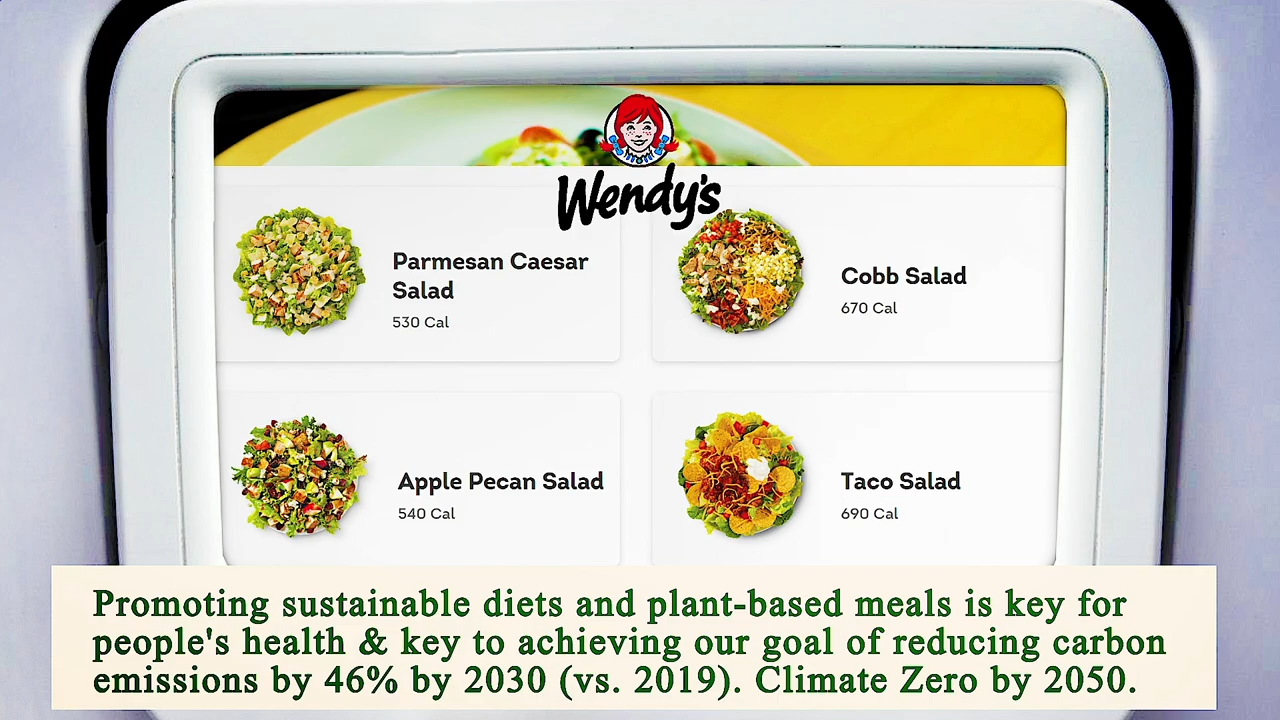 Wendy's
Parmesan Caesar
Salad
530 Cal
Cobb Salad
670 Cal
Apple Pecan Salad
540 Cal
Taco Salad
690 Cal
Promoting sustainable diets and plant-based meals is key for
people's health & key to achieving our goal of reducing carbon
emissions by 46% by 2030 (vs. 2019). Climate Zero by 2050.